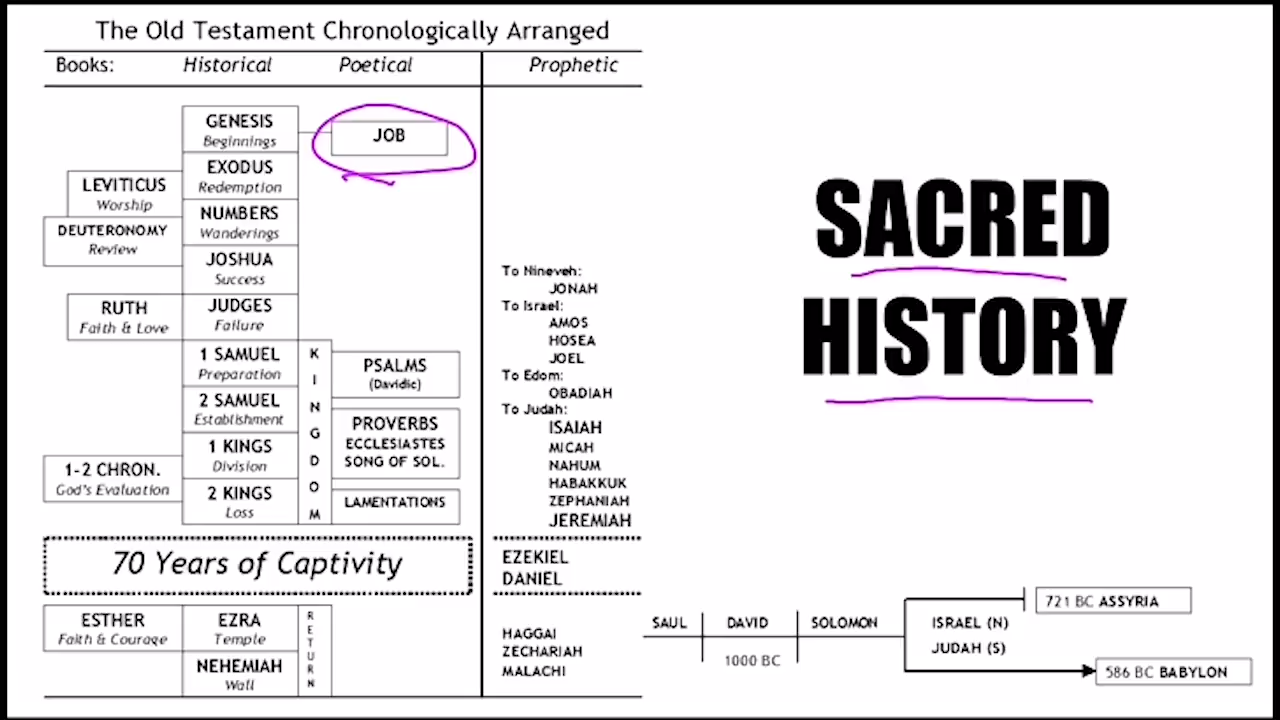 The Old Testament Chronologically Arranged
Books: Historical Poetical Prophetic
GENESIS
Beginnings
JOB
EXODUS
Redemption
LEVITICUS
Worship
NUMBERS
Wanderings
DEUTERONOMY
Review
JOSHUA
Success
RUTH
Faith & Love
JUDGES
Failure
1 SAMUEL
Preparation
2 SAMUEL
Establishment
1 KINGS
Division
1-2 CHRON.
God's Evaluation
2 KINGS
Loss
K
I
N
G
D
O
M
PSALMS
(Davidic)
PROVERBS
ECCLESIASTES
SONG OF SOL.
LAMENTATIONS
To Nineveh:
JONAH
To Israel:
AMOS
HOSEA
JOEL
To Edom:
OBADIAH
To Judah:
ISAIAH
MICAH
NAHUM
HABAKKUK
ZEPHANIAH
JEREMIAH
70 Years of Captivity
EZEKIEL
DANIEL
ESTHER
Faith & Courage
EZRA
Temple
NEHEMIAH
Wall
R
E
T
U
R
N
HAGGAI
ZECHARIAH
MALACHI
SACRED
HISTORY
SAUL DAVID SOLOMON
1000 BC
ISRAEL (N)
JUDAH (S)
721 BC ASSYRIA
586 BC BABYLON